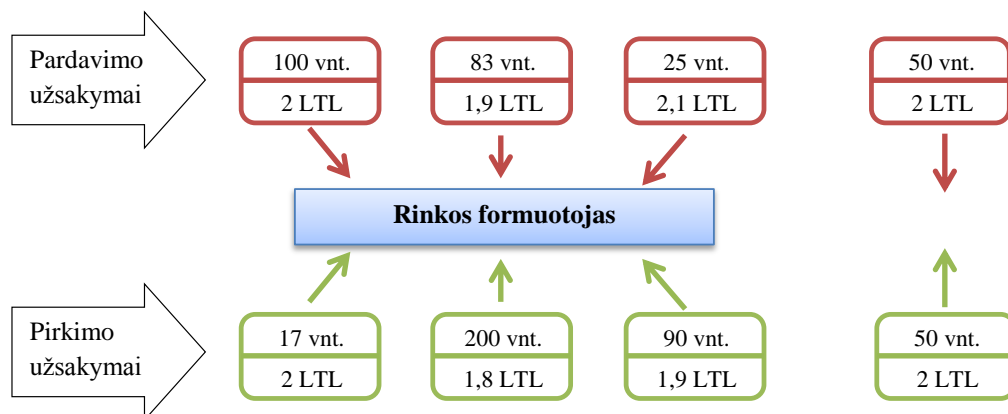 Pardavimo
užsakymai
100 vnt.
2 LTL
83 vnt.
1,9 LTL
25 vnt.
2,1 LTL
50 vnt.
2 LTL
Rinkos formuotojas
Pirkimo
užsakymai
17 vnt.
2 LTL
200 vnt.
1,8 LTL
90 vnt.
1,9 LTL
50 vnt.
2 LTL